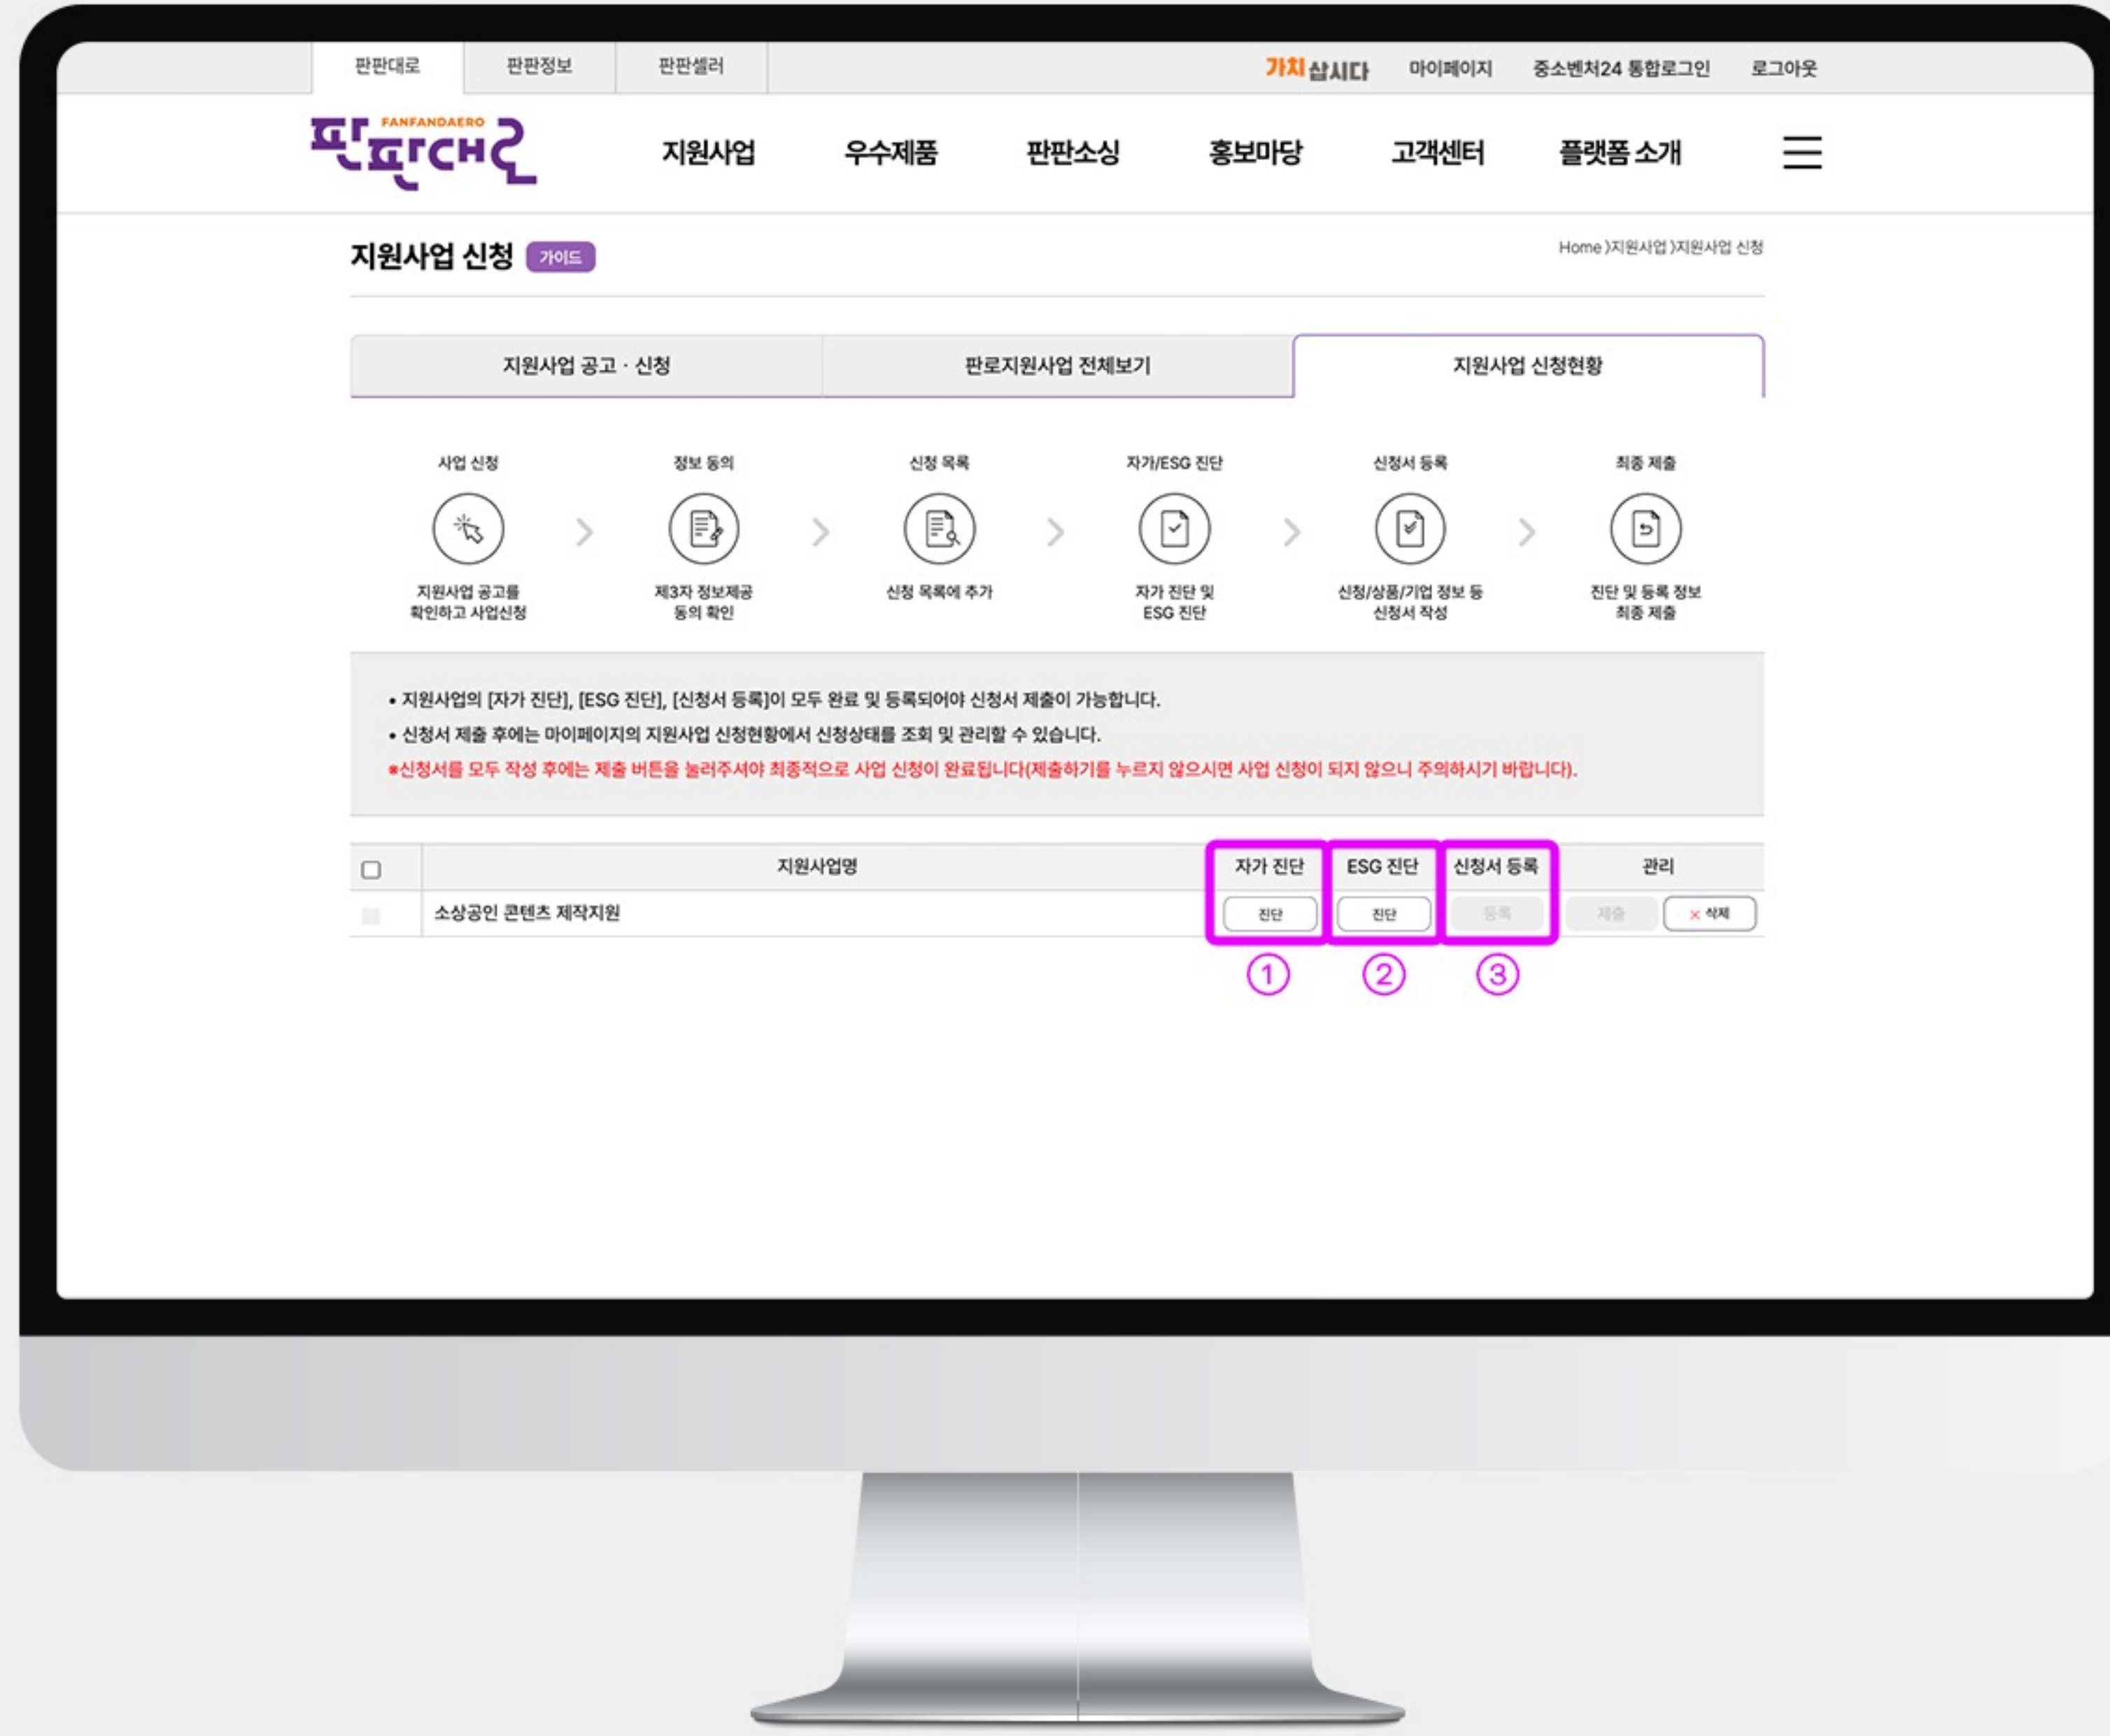 판판대로 판판정보 판판셀러 가치삽시다 마이페이지 중소벤처24 통합로그인 로그아웃
FANFANDAERO
판판대로 지원사업 우수제품 판판소싱 홍보마당 고객센터 플랫폼 소개
지원사업 신청 가이드 Home 〉지원사업 〉지원사업 신청
지원사업 공고 · 신청 판로지원사업 전체보기 지원사업 신청현황
사업 신청 정보 동의 신청 목록 자가/ESG 진단 신청서 등록 최종 제출
지원사업 공고를 제3자 정보제공 신청 목록에 추가 자가 진단 및 신청/상품/기업 정보 등 진단 및 등록 정보
확인하고 사업신청 동의 확인 ESG 진단 신청서 작성 최종 제출
• 지원사업의 [자가 진단], [ESG 진단], [신청서 등록]이 모두 완료 및 등록되어야 신청서 제출이 가능합니다.
• 신청서 제출 후에는 마이페이지의 지원사업 신청현황에서 신청상태를 조회 및 관리할 수 있습니다.
※신청서를 모두 작성 후에는 제출 버튼을 눌러주셔야 최종적으로 사업 신청이 완료됩니다(제출하기를 누르지 않으시면 사업 신청이 되지 않으니 주의하시기 바랍니다).
지원사업명 자가 진단 ESG 진단 신청서 등록 관리
소상공인 콘텐츠 제작지원 진단 진단 등록 제출 × 삭제
① ② ③